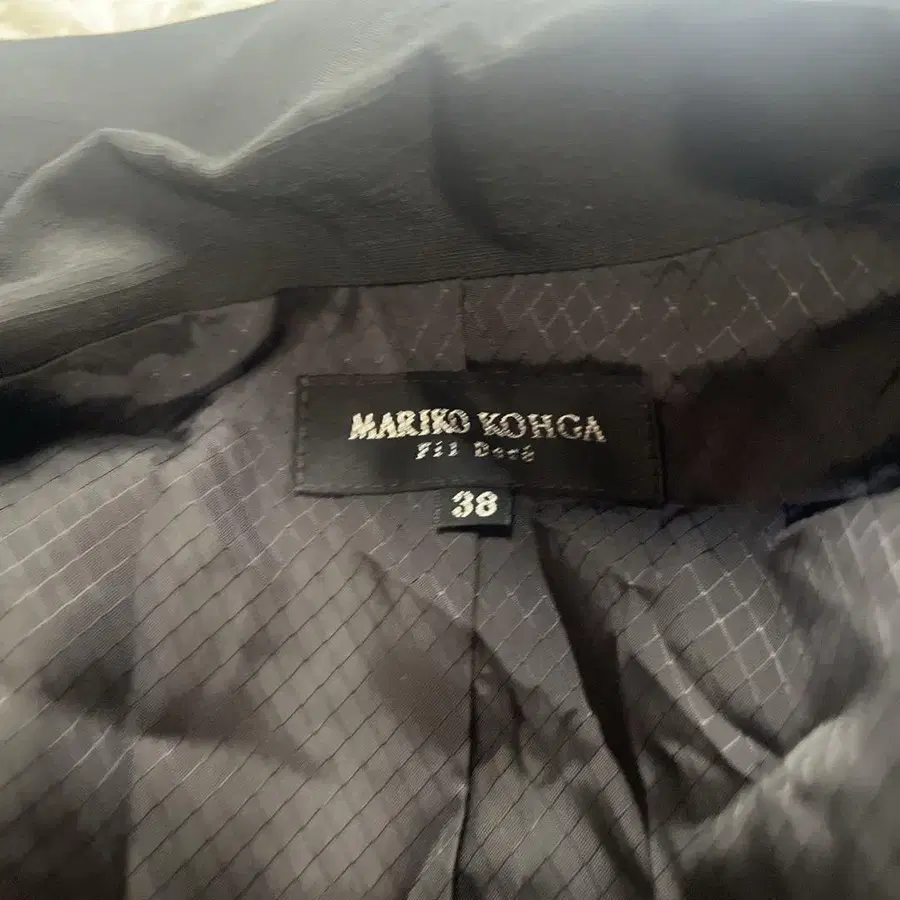 MARIKO KOHGA
Fil Doré
38